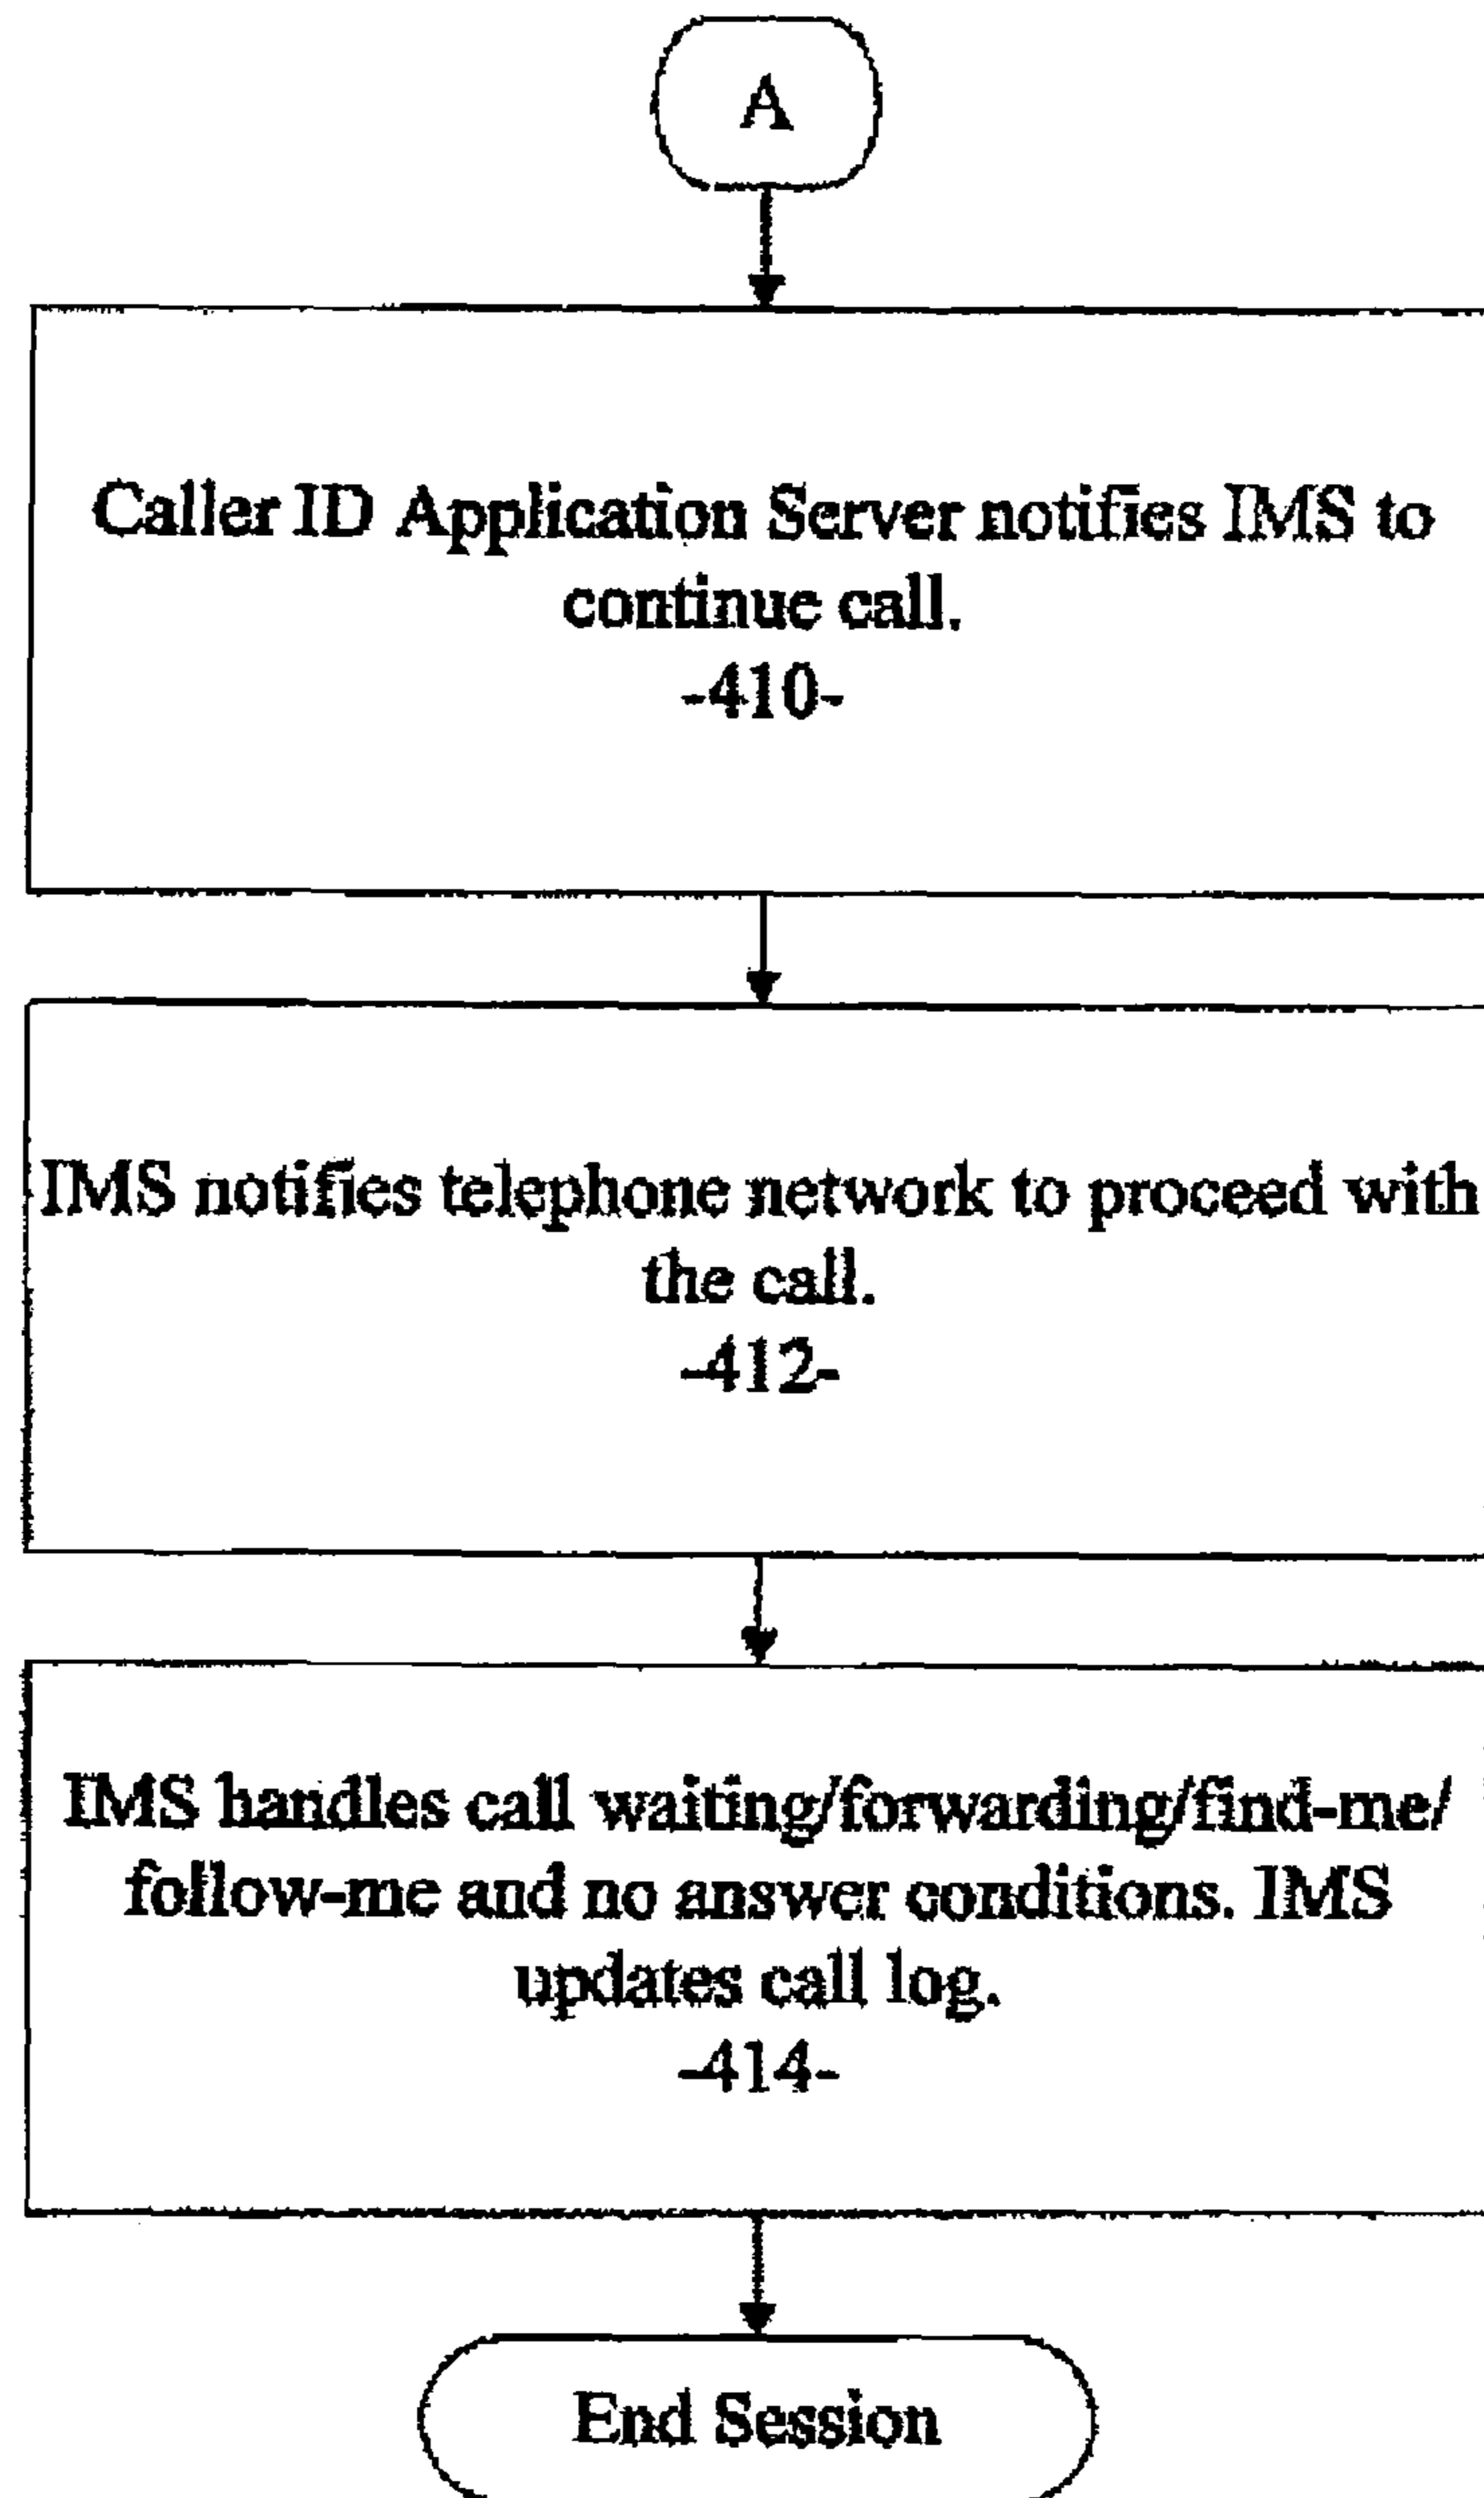 A
Caller ID Application Server notifies IMS to
continue call.
-410-
IMS notifies telephone network to proceed with
the call.
-412-
IMS handles call waiting/forwarding/find-me/
follow-me and no answer conditions. IMS
updates call log.
-414-
End Session